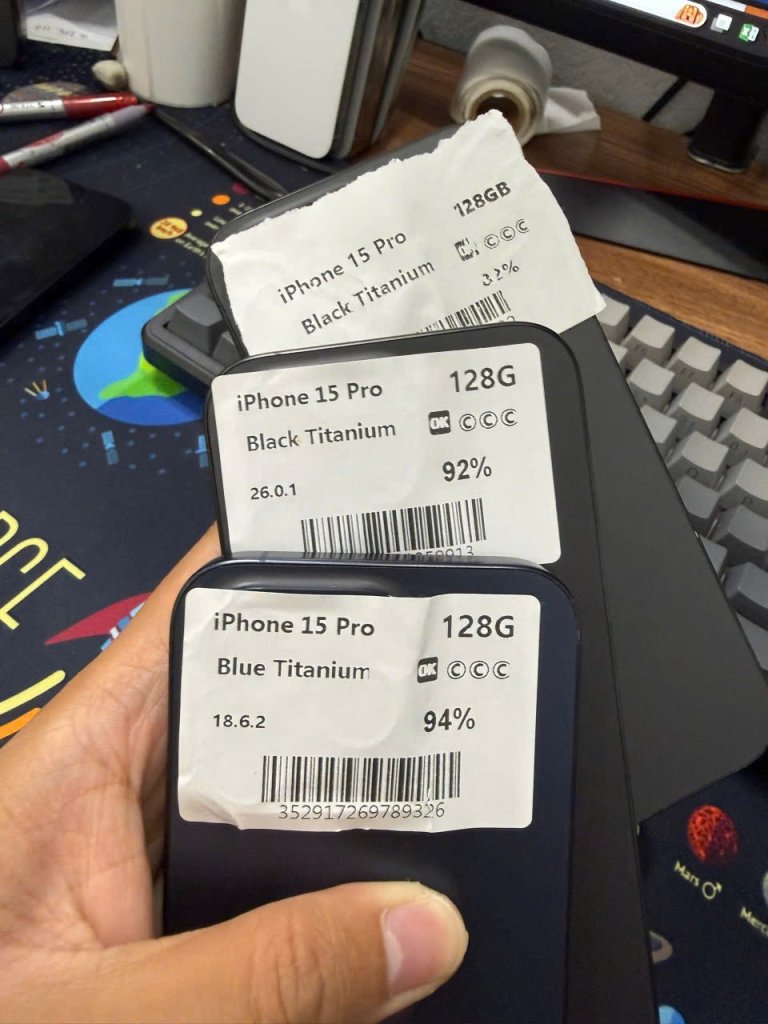 128GB
iPhone 15 Pro
Black Titanium
iPhone 15 Pro 128G
Black Titanium OK C C C
92%
26.0.1
iPhone 15 Pro 128G
Blue Titanium OK C C C
18.6.2 94%
352917269789326
Mars